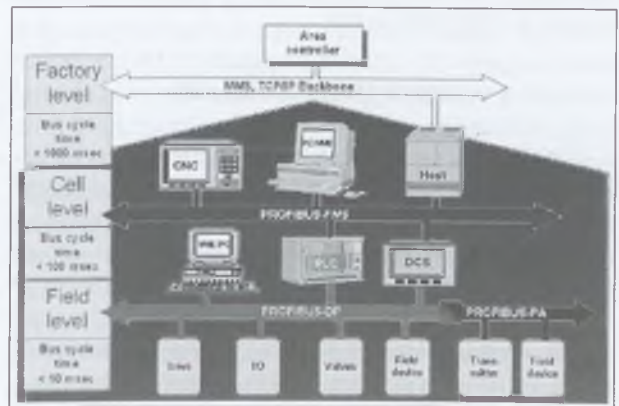 Area
controller
Factory
level
MMS, TCP/IP Backbone
Bus cycle
time
< 1000 msec
CNC
Host
Cell
level
PROFIBUS-FMS
Bus cycle
time
< 100 msec
PLC
DCS
Field
level
PROFIBUS-DP
PROFIBUS-PA
Bus cycle
time
< 10 msec
Drive
I/O
Valves
Field
device
Trans-
mitter
Field
device